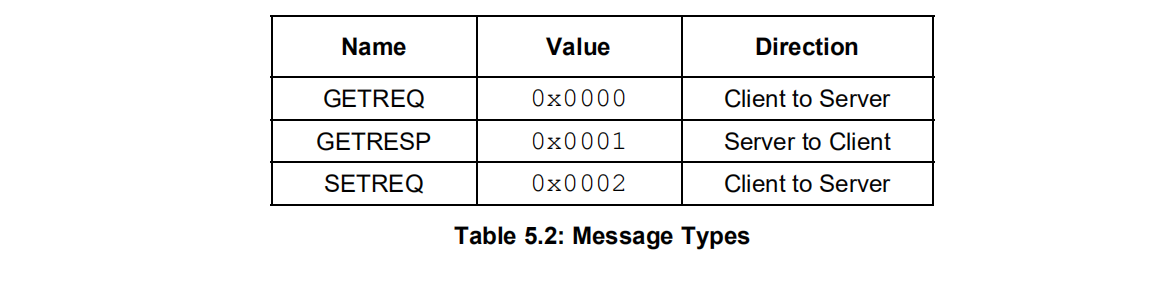 Name Value Direction
GETREQ 0x0000 Client to Server
GETRESP 0x0001 Server to Client
SETREQ 0x0002 Client to Server
Table 5.2: Message Types